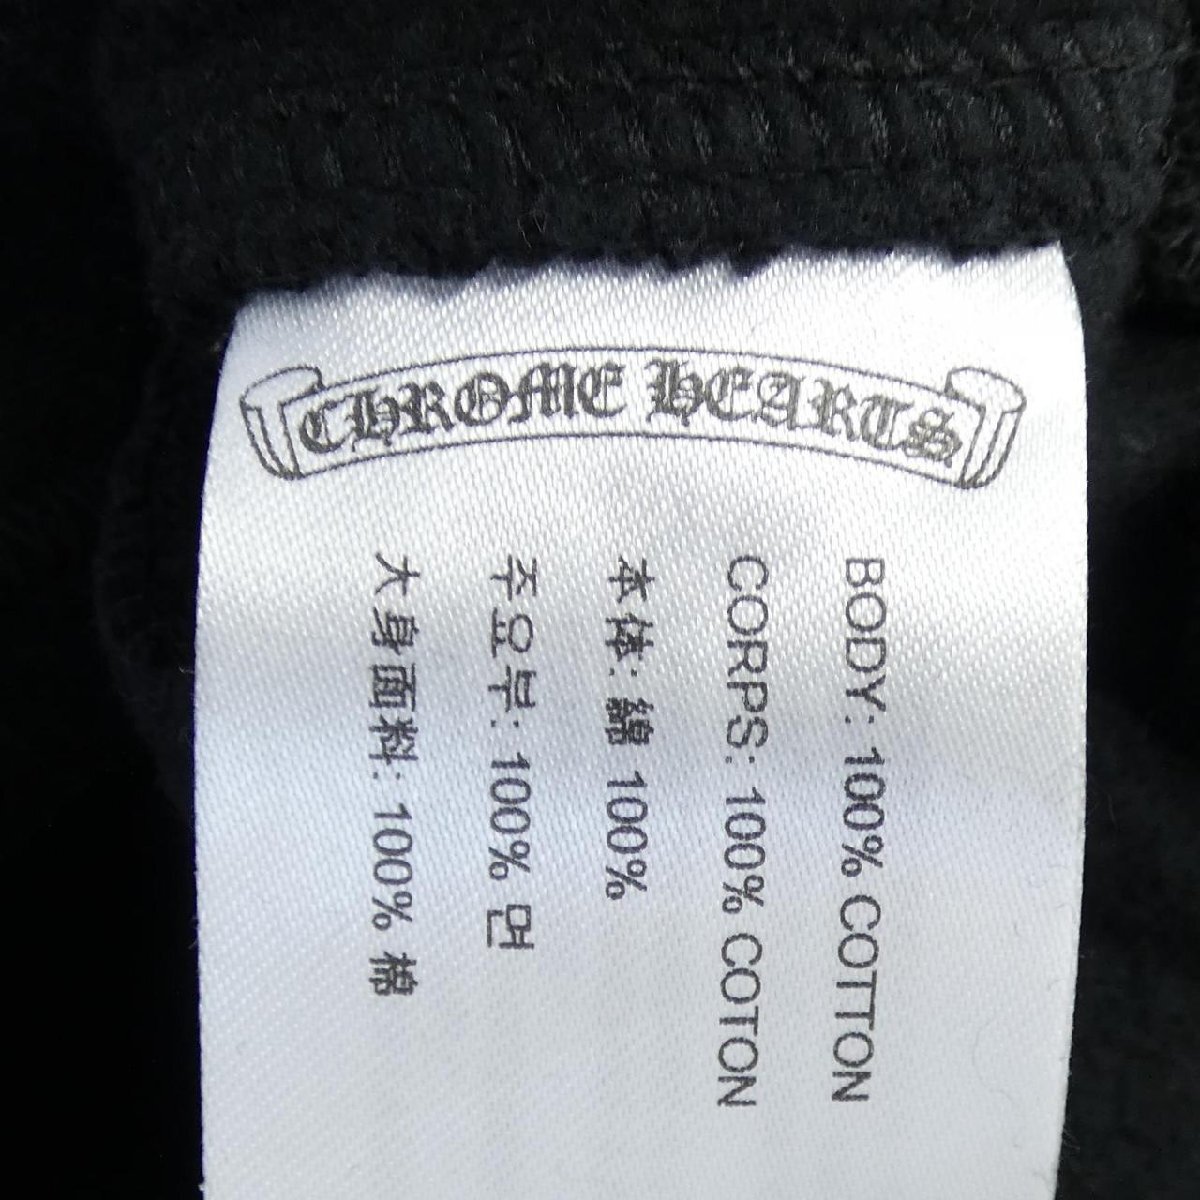 CHROME HEARTS
BODY: 100% COTTON
CORPS: 100% COTON
本体: 綿 100%
주요부: 100% 면
大身面料: 100% 棉